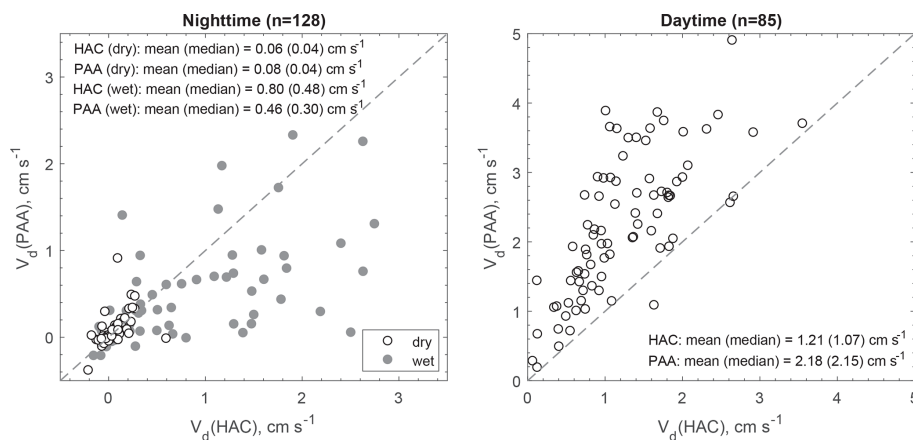 Nighttime (n=128)
HAC (dry): mean (median) = 0.06 (0.04) cm s⁻¹
PAA (dry): mean (median) = 0.08 (0.04) cm s⁻¹
HAC (wet): mean (median) = 0.80 (0.48) cm s⁻¹
PAA (wet): mean (median) = 0.46 (0.30) cm s⁻¹
3
2
1
0
V_d(PAA), cm s⁻¹
dry
wet
0 1 2 3
V_d(HAC), cm s⁻¹
Daytime (n=85)
5
4
3
2
1
0
V_d(PAA), cm s⁻¹
HAC: mean (median) = 1.21 (1.07) cm s⁻¹
PAA: mean (median) = 2.18 (2.15) cm s⁻¹
0 1 2 3 4 5
V_d(HAC), cm s⁻¹